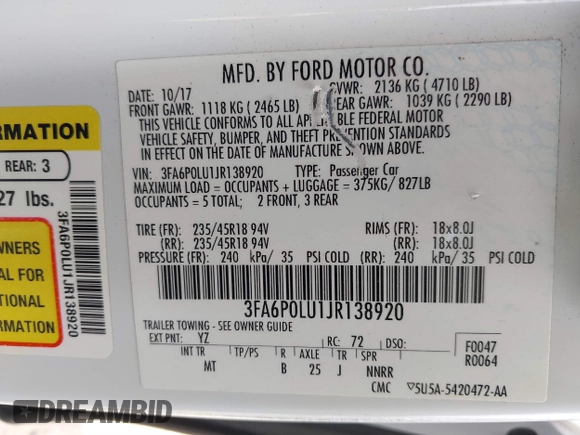 MFD. BY FORD MOTOR CO.
DATE: 10/17 GVWR: 2136 KG ( 4710 LB)
FRONT GAWR: 1118 KG ( 2465 LB) REAR GAWR: 1039 KG ( 2290 LB)
THIS VEHICLE CONFORMS TO ALL FEDERAL MOTOR
VEHICLE SAFETY, BUMPER, AND THEFT STANDARDS
IN EFFECT ON THE DATE OF MANUFACTURE ABOVE.
VIN: 3FA6P0LU1JR138920 TYPE: Passenger Car
MAXIMUM LOAD = OCCUPANTS + LUGGAGE = 375KG/ 827LB
OCCUPANTS = 5 TOTAL; 2 FRONT, 3 REAR
TIRE (FR): 235/45R18 94V RIMS (FR): 18x8.0J
(RR): 235/45R18 94V (RR): 18x8.0J
PRESSURE (FR): 240 kPa/ 35 PSI COLD (RR): 240 kPa/ 35 PSI COLD
3FA6P0LU1JR138920
TRAILER TOWING - SEE OWNER GUIDE
EXT PNT: YZ RC: 72 DSO: F0047
INT TR TP/PS R AXLE TR SPR R0064
MT B 25 J NNRR
CMC 5U5A-5420472-AA
RMATION
REAR: 3
27 lbs.
3FA6P0LU1JR138920
WNERS
AL FOR
TIONAL
RMATION
DREAMBID